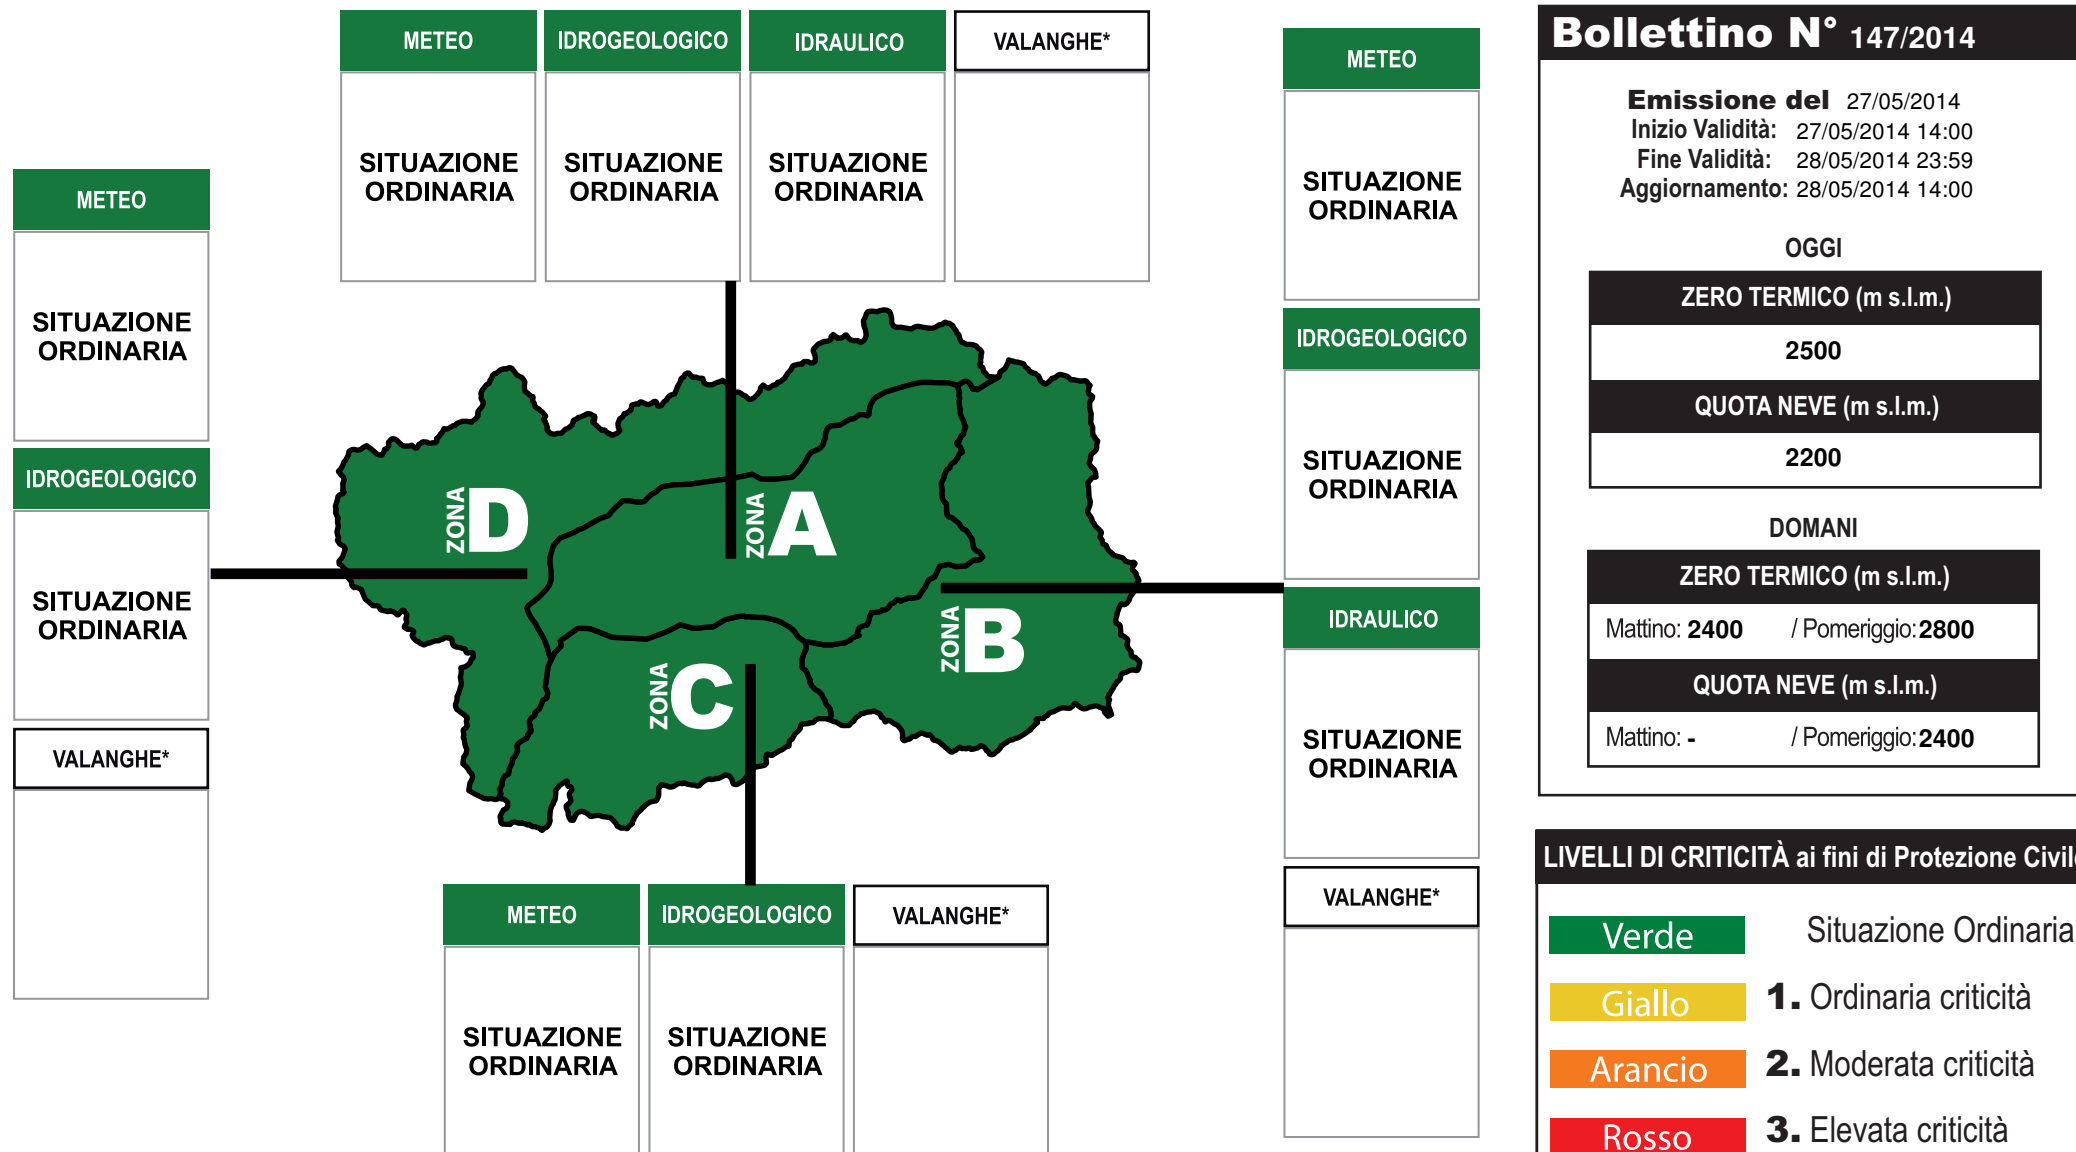 METEO IDROGEOLOGICO IDRAULICO VALANGHE*
SITUAZIONE ORDINARIA SITUAZIONE ORDINARIA SITUAZIONE ORDINARIA
METEO
SITUAZIONE
ORDINARIA
IDROGEOLOGICO
SITUAZIONE
ORDINARIA
VALANGHE*
ZONA D
ZONA A
ZONA B
ZONA C
METEO IDROGEOLOGICO VALANGHE*
SITUAZIONE ORDINARIA SITUAZIONE ORDINARIA
METEO
SITUAZIONE
ORDINARIA
IDROGEOLOGICO
SITUAZIONE
ORDINARIA
IDRAULICO
SITUAZIONE
ORDINARIA
VALANGHE*
Bollettino N° 147/2014
Emissione del 27/05/2014
Inizio Validità: 27/05/2014 14:00
Fine Validità: 28/05/2014 23:59
Aggiornamento: 28/05/2014 14:00
OGGI
ZERO TERMICO (m s.l.m.)
2500
QUOTA NEVE (m s.l.m.)
2200
DOMANI
ZERO TERMICO (m s.l.m.)
Mattino: 2400 / Pomeriggio: 2800
QUOTA NEVE (m s.l.m.)
Mattino: - / Pomeriggio: 2400
LIVELLI DI CRITICITÀ ai fini di Protezione Civil
Verde Situazione Ordinaria
Giallo 1. Ordinaria criticità
Arancio 2. Moderata criticità
Rosso 3. Elevata criticità